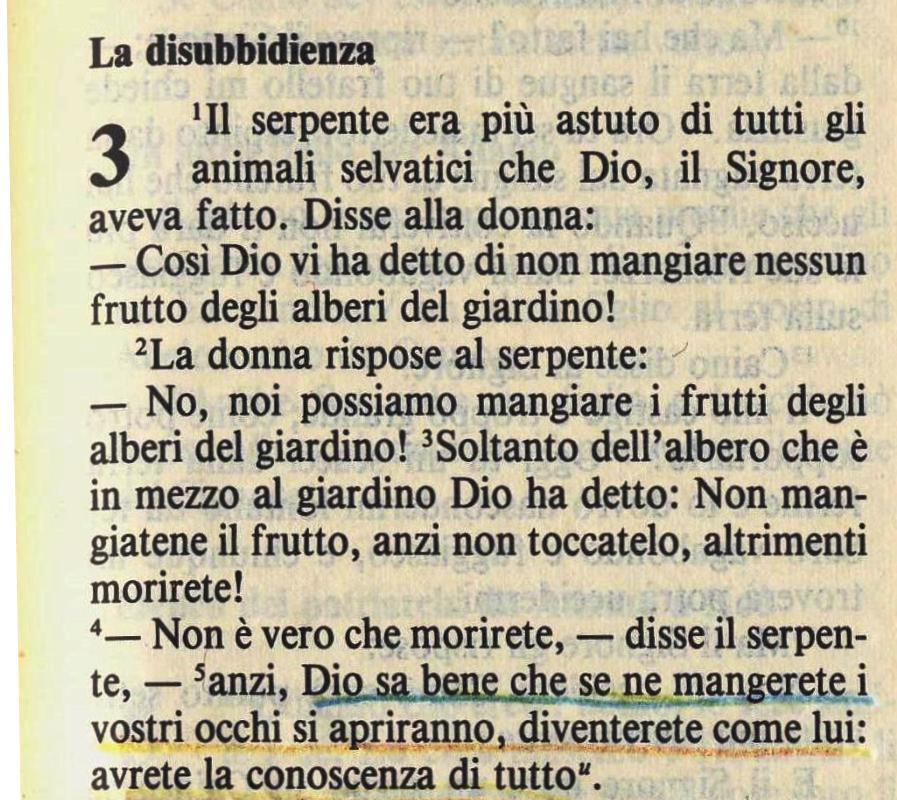 La disubbidienza
3 ¹Il serpente era più astuto di tutti gli
animali selvatici che Dio, il Signore,
aveva fatto. Disse alla donna:
— Così Dio vi ha detto di non mangiare nessun
frutto degli alberi del giardino!
²La donna rispose al serpente:
— No, noi possiamo mangiare i frutti degli
alberi del giardino! ³Soltanto dell'albero che è
in mezzo al giardino Dio ha detto: Non man-
giatene il frutto, anzi non toccatelo, altrimenti
morirete!
⁴— Non è vero che morirete, — disse il serpen-
te, — ⁵anzi, Dio sa bene che se ne mangerete i
vostri occhi si apriranno, diventerete come lui:
avrete la conoscenza di tuttoᵘ.